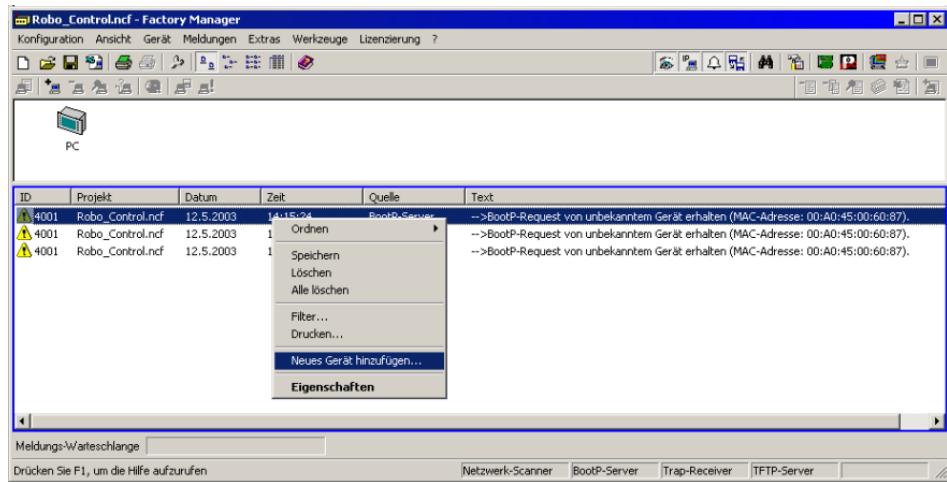 Robo_Control.ncf - Factory Manager
Konfiguration Ansicht Gerät Meldungen Extras Werkzeuge Lizenzierung ?
PC
ID Projekt Datum Zeit Quelle Text
4001 Robo_Control.ncf 12.5.2003 14:15:24 BootP-Server -->BootP-Request von unbekanntem Gerät erhalten (MAC-Adresse: 00:A0:45:00:60:87).
4001 Robo_Control.ncf 12.5.2003 1 -->BootP-Request von unbekanntem Gerät erhalten (MAC-Adresse: 00:A0:45:00:60:87).
4001 Robo_Control.ncf 12.5.2003 1 -->BootP-Request von unbekanntem Gerät erhalten (MAC-Adresse: 00:A0:45:00:60:87).
Ordnen
Speichern
Löschen
Alle löschen
Filter...
Drucken...
Neues Gerät hinzufügen...
Eigenschaften
Meldungs-Warteschlange
Drücken Sie F1, um die Hilfe aufzurufen Netzwerk-Scanner BootP-Server Trap-Receiver TFTP-Server